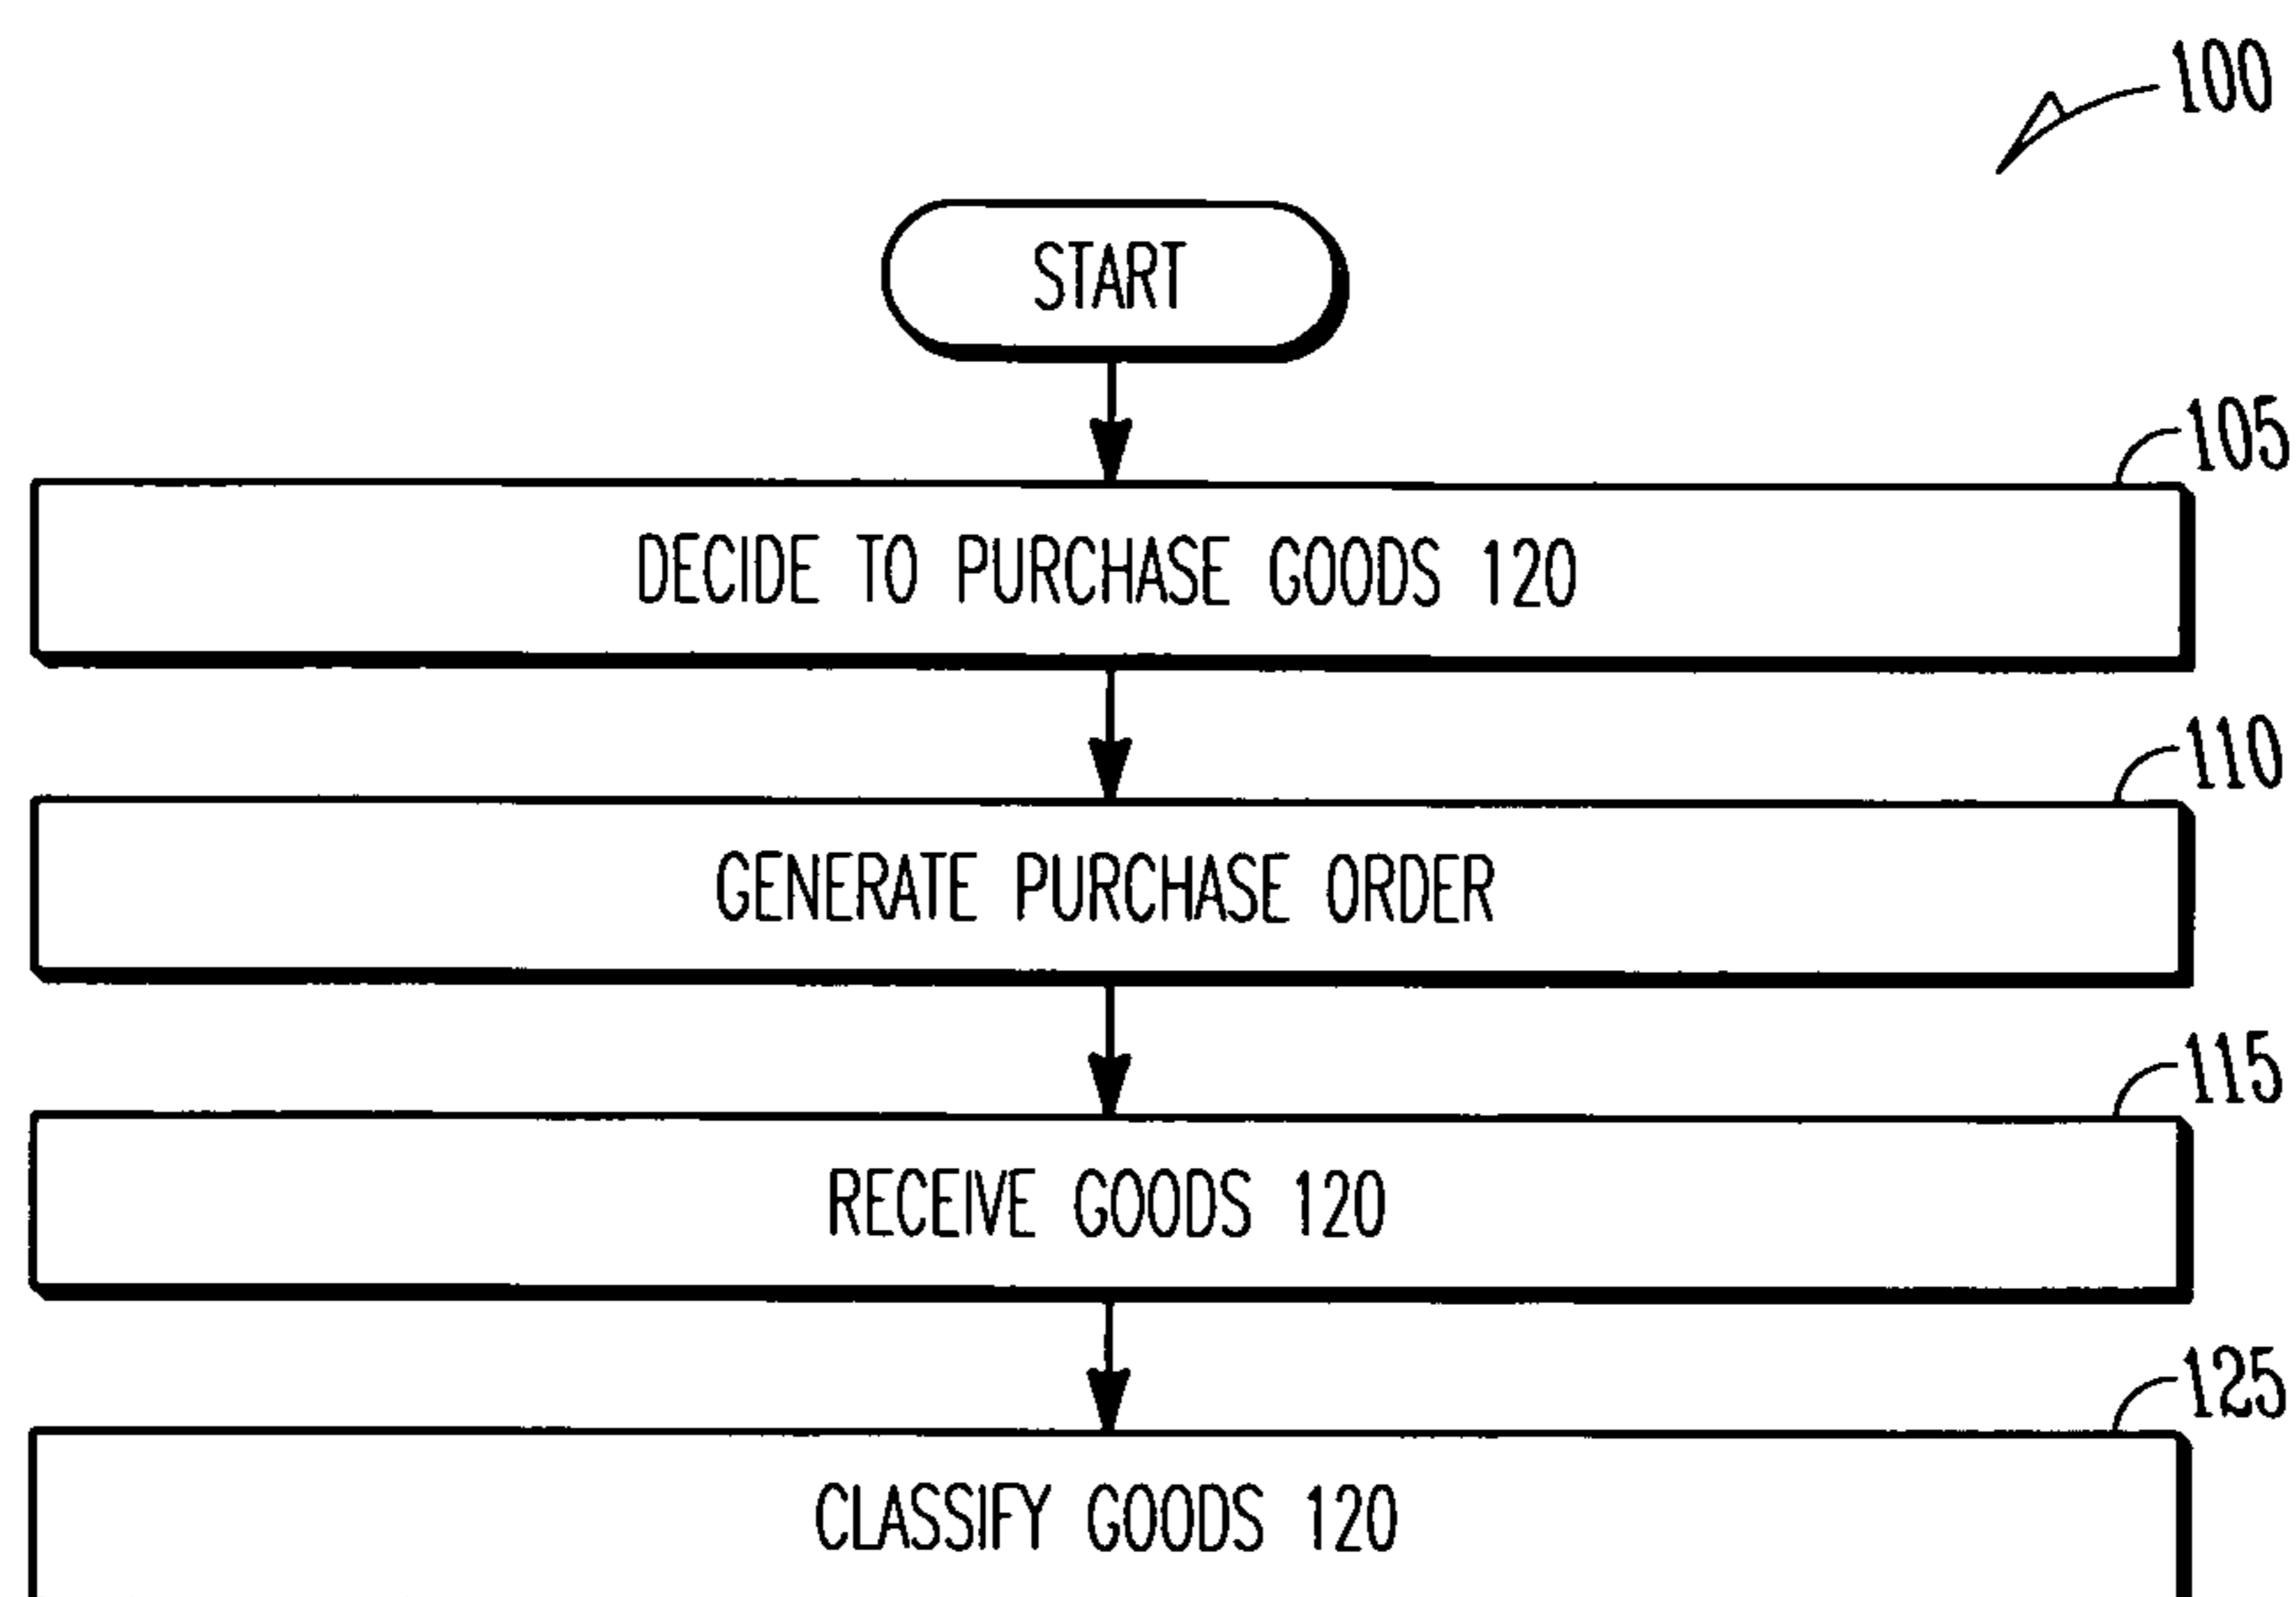 100
START
105
DECIDE TO PURCHASE GOODS 120
110
GENERATE PURCHASE ORDER
115
RECEIVE GOODS 120
125
CLASSIFY GOODS 120